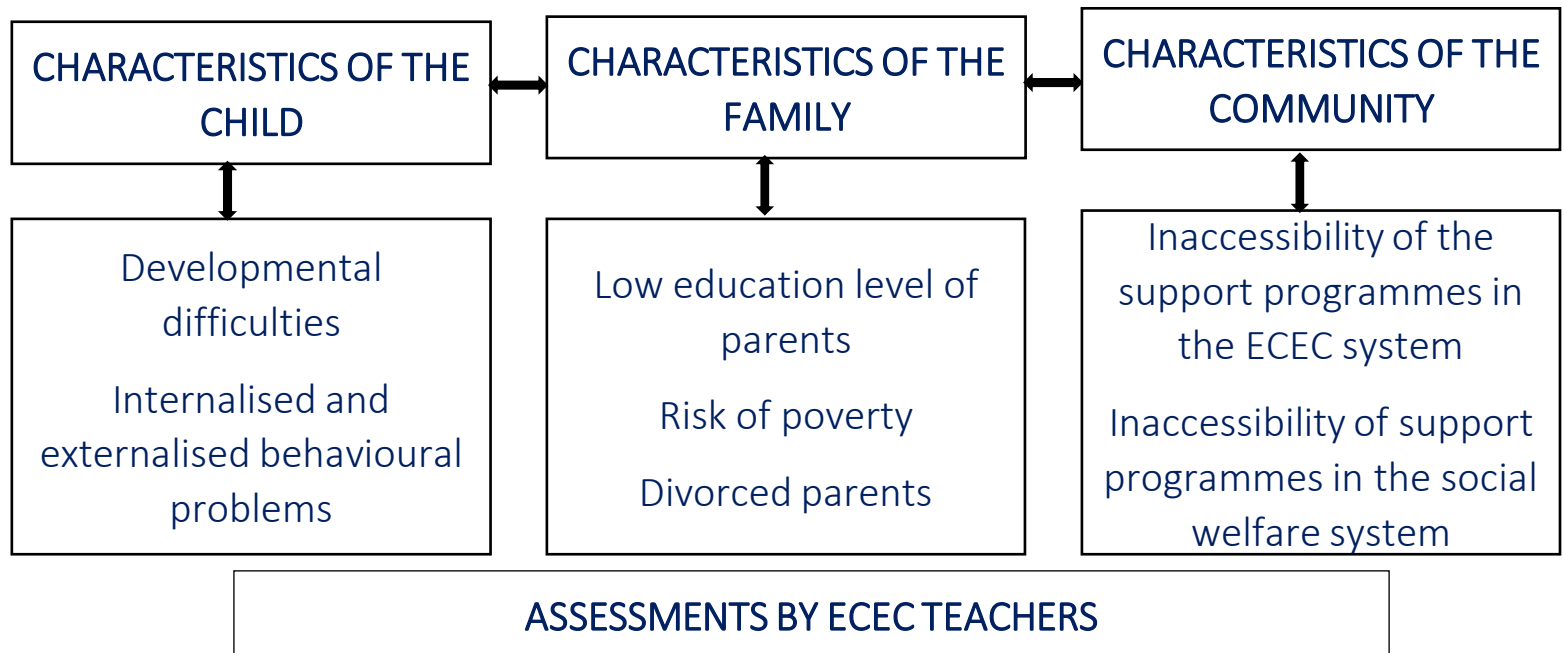 CHARACTERISTICS OF THE
CHILD
CHARACTERISTICS OF THE
FAMILY
CHARACTERISTICS OF THE
COMMUNITY
Developmental
difficulties
Internalised and
externalised behavioural
problems
Low education level of
parents
Risk of poverty
Divorced parents
Inaccessibility of the
support programmes in
the ECEC system
Inaccessibility of support
programmes in the social
welfare system
ASSESSMENTS BY ECEC TEACHERS